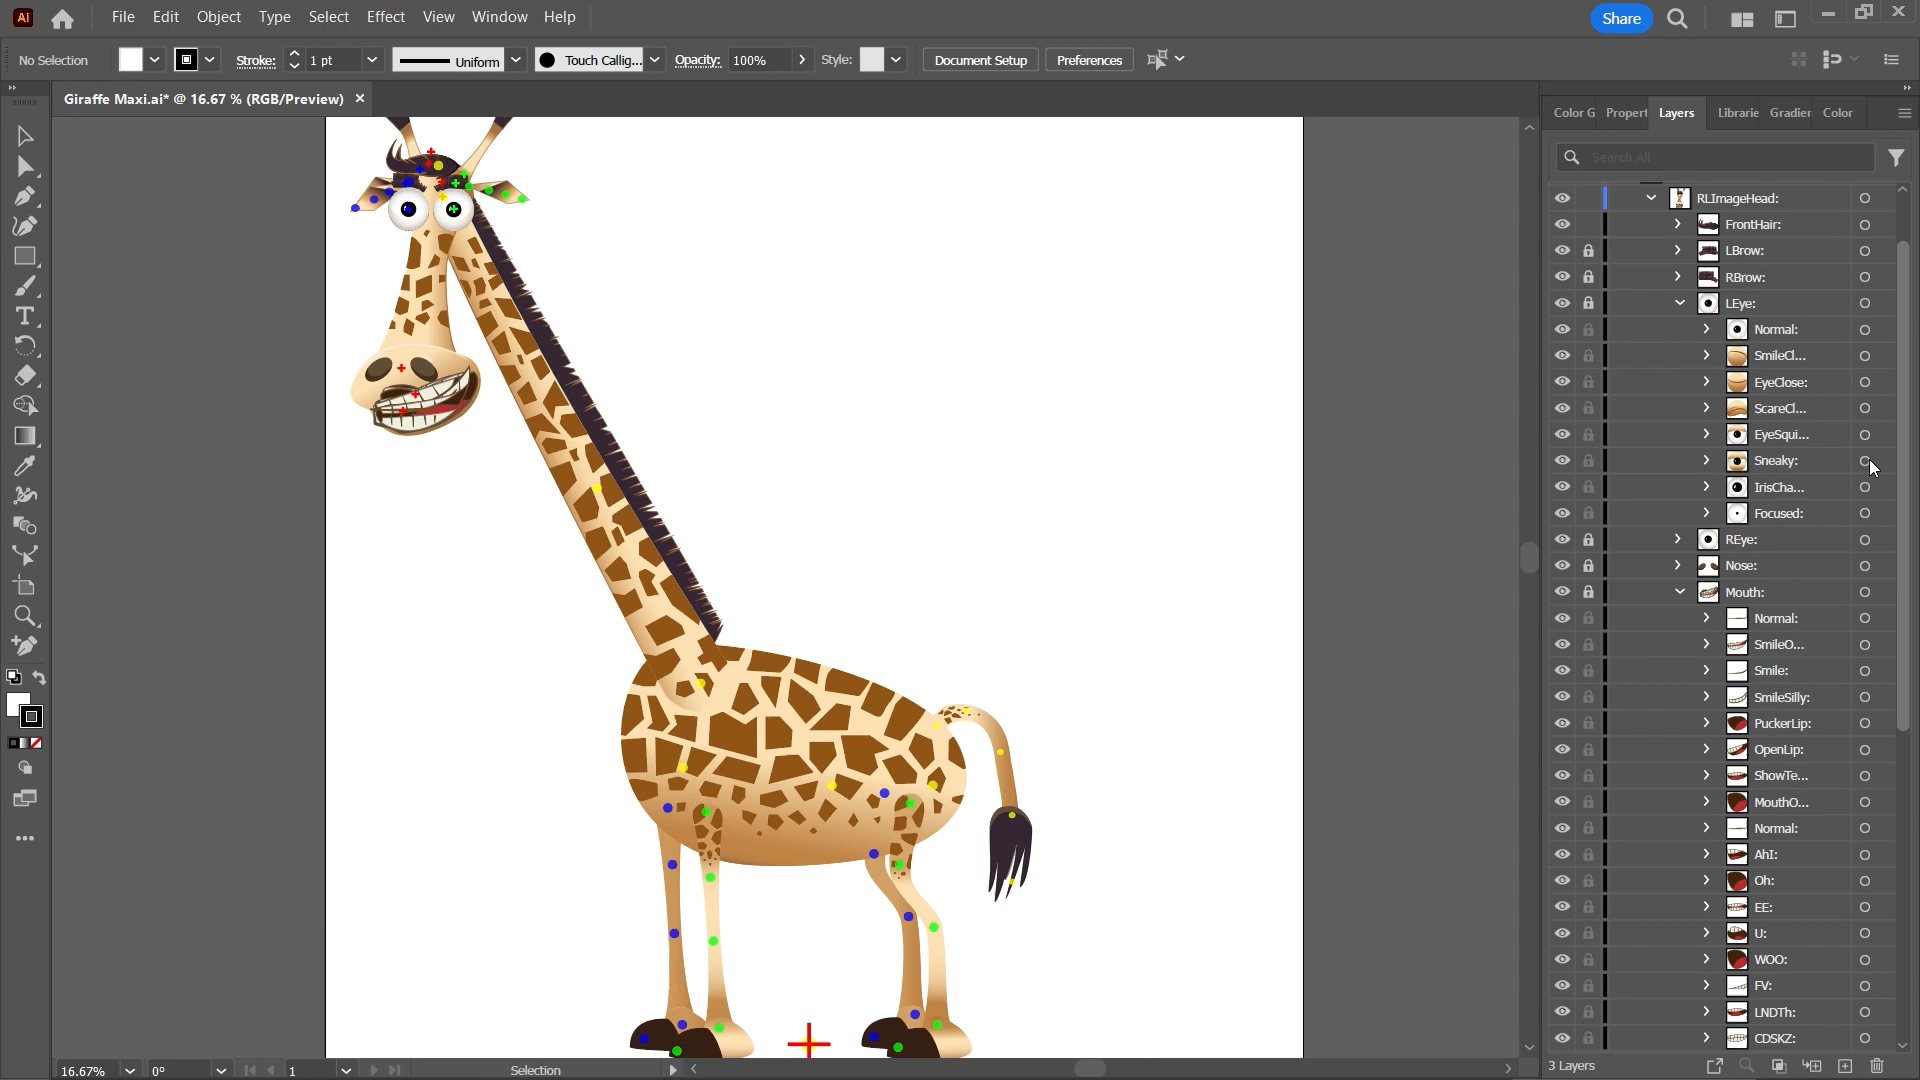 Ai File Edit Object Type Select Effect View Window Help Share
No Selection Stroke: 1 pt Uniform Touch Callig... Opacity: 100% Style: Document Setup Preferences
Giraffe Maxi.ai* @ 16.67 % (RGB/Preview)
Color G Propert Layers Librarie Gradier Color
Search All
RLImageHead:
FrontHair:
LBrow:
RBrow:
LEye:
Normal:
SmileCl...
EyeClose:
ScareCl...
EyeSqui...
Sneaky:
IrisCha...
Focused:
REye:
Nose:
Mouth:
Normal:
SmileO...
Smile:
SmileSilly:
PuckerLip:
OpenLip:
ShowTe...
MouthO...
Normal:
AhI:
Oh:
EE:
U:
WOO:
FV:
LNDTh:
CDSKZ:
3 Layers
16.67% 0° 1 Selection